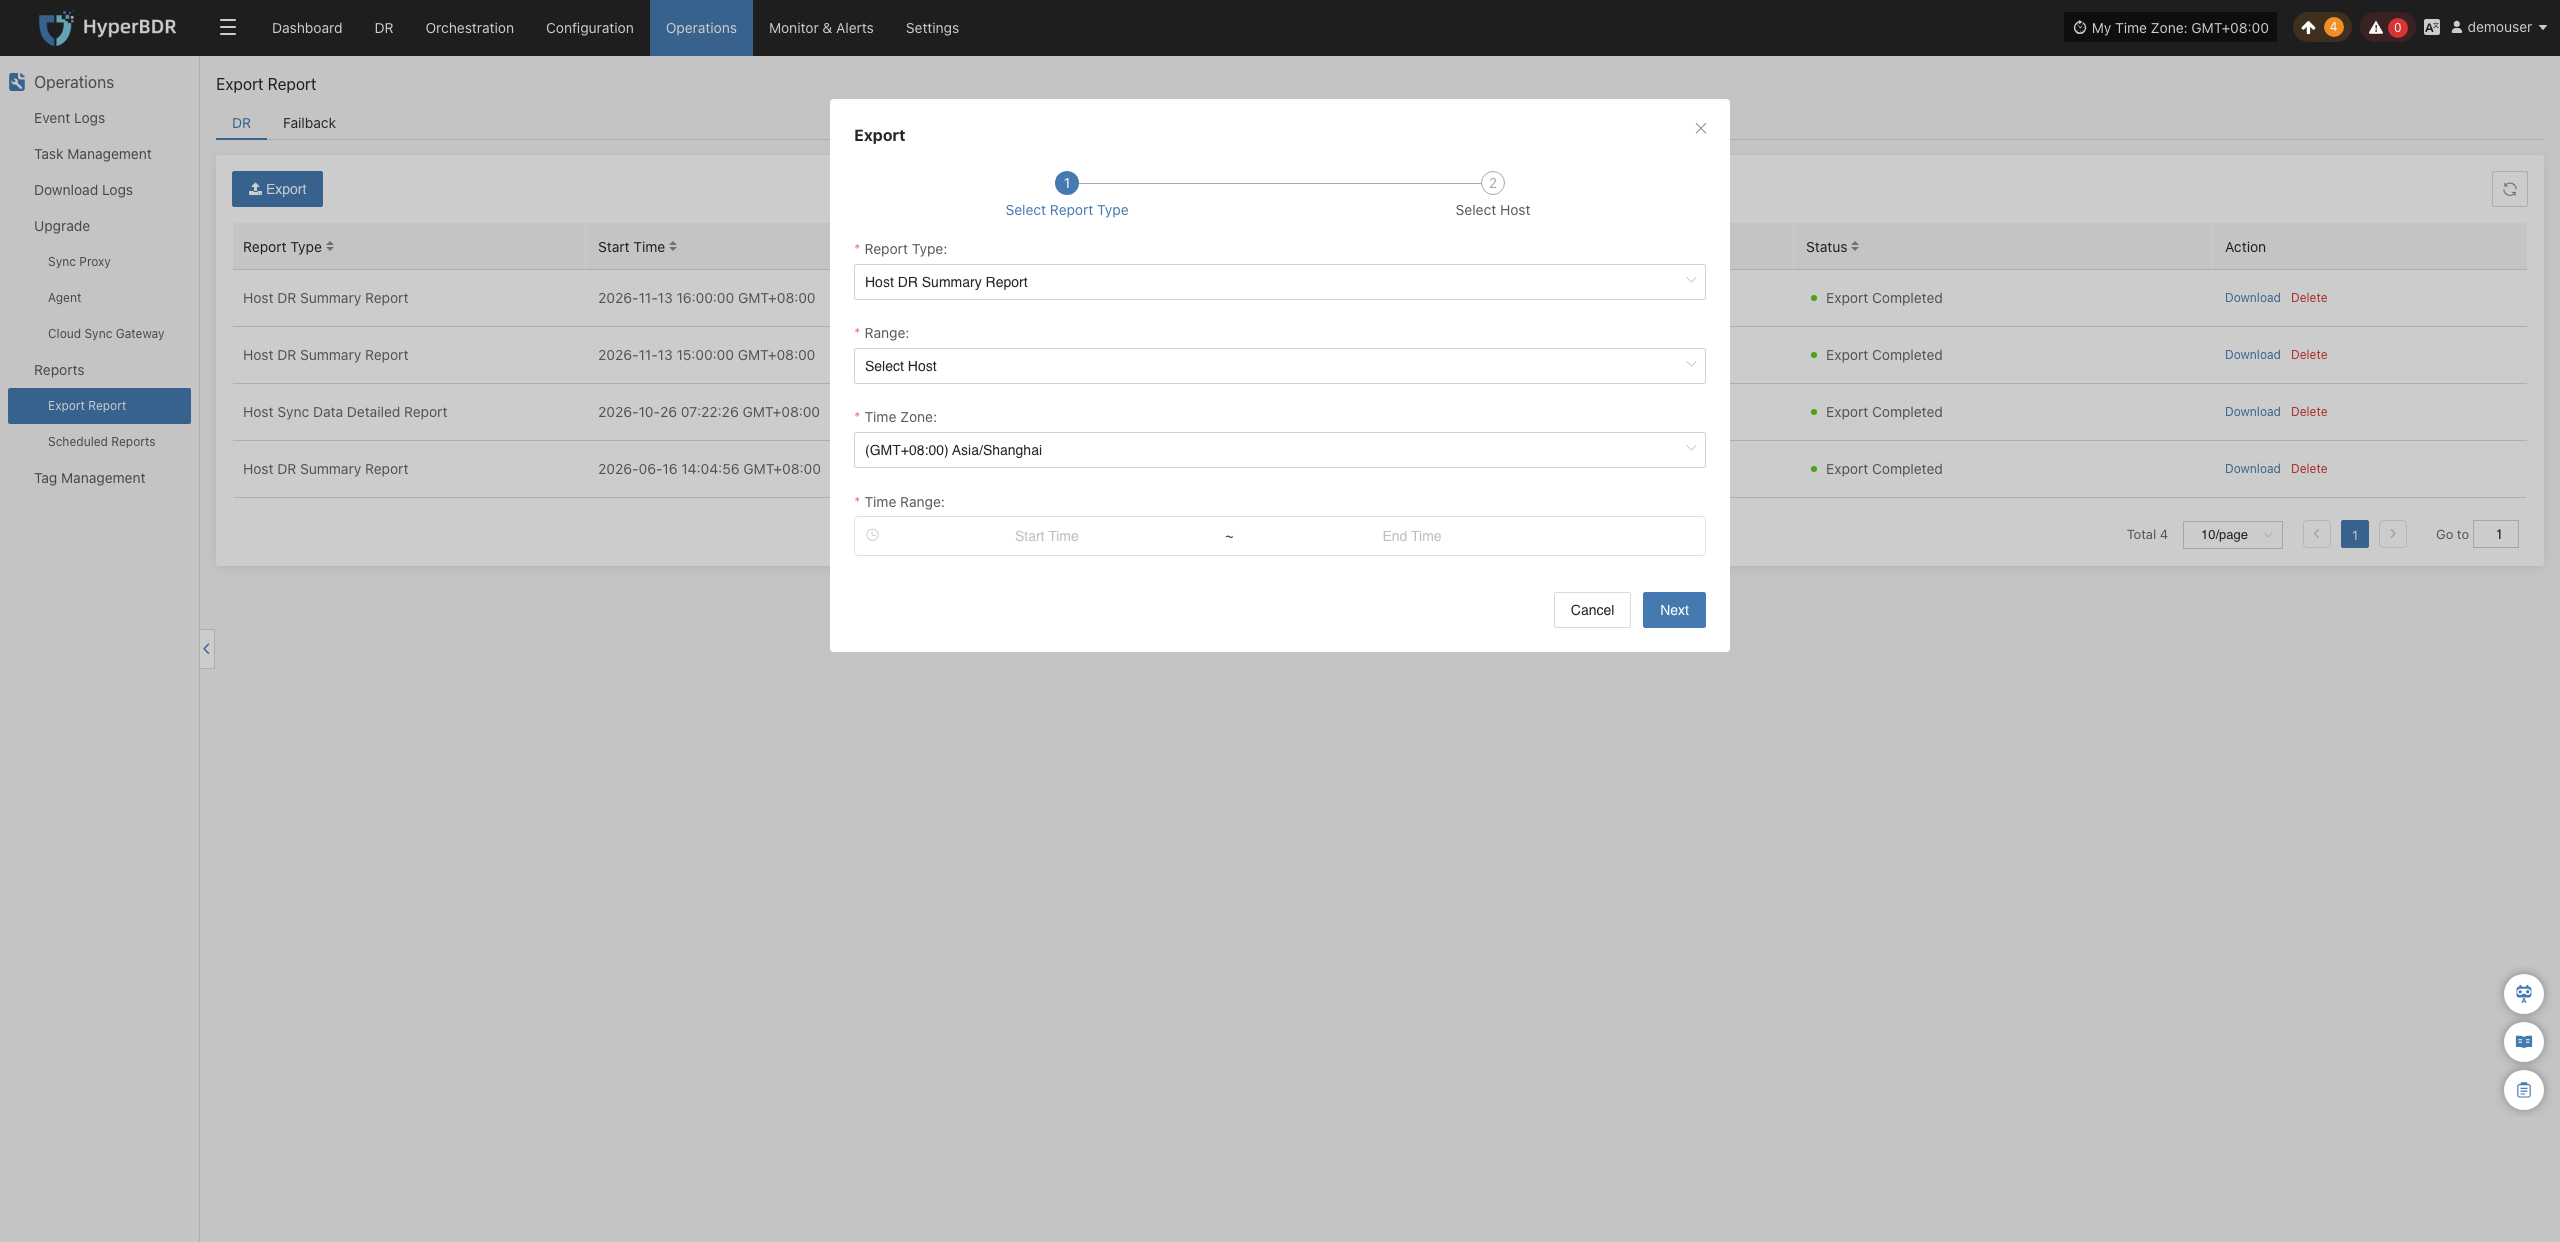 HyperBDR
Dashboard
DR
Orchestration
Configuration
Operations
Monitor & Alerts
Settings
My Time Zone: GMT+08:00
4
0
demouser
Operations
Event Logs
Task Management
Download Logs
Upgrade
Sync Proxy
Agent
Cloud Sync Gateway
Reports
Export Report
Scheduled Reports
Tag Management
Export Report
DR
Failback
Export
Report Type
Start Time
Status
Action
Host DR Summary Report
2026-11-13 16:00:00 GMT+08:00
Export Completed
Download
Delete
Host DR Summary Report
2026-11-13 15:00:00 GMT+08:00
Export Completed
Download
Delete
Host Sync Data Detailed Report
2026-10-26 07:22:26 GMT+08:00
Export Completed
Download
Delete
Host DR Summary Report
2026-06-16 14:04:56 GMT+08:00
Export Completed
Download
Delete
Total 4
10/page
1
Go to
1
Export
1
2
Select Report Type
Select Host
* Report Type:
Host DR Summary Report
* Range:
Select Host
* Time Zone:
(GMT+08:00) Asia/Shanghai
* Time Range:
Start Time
~
End Time
Cancel
Next